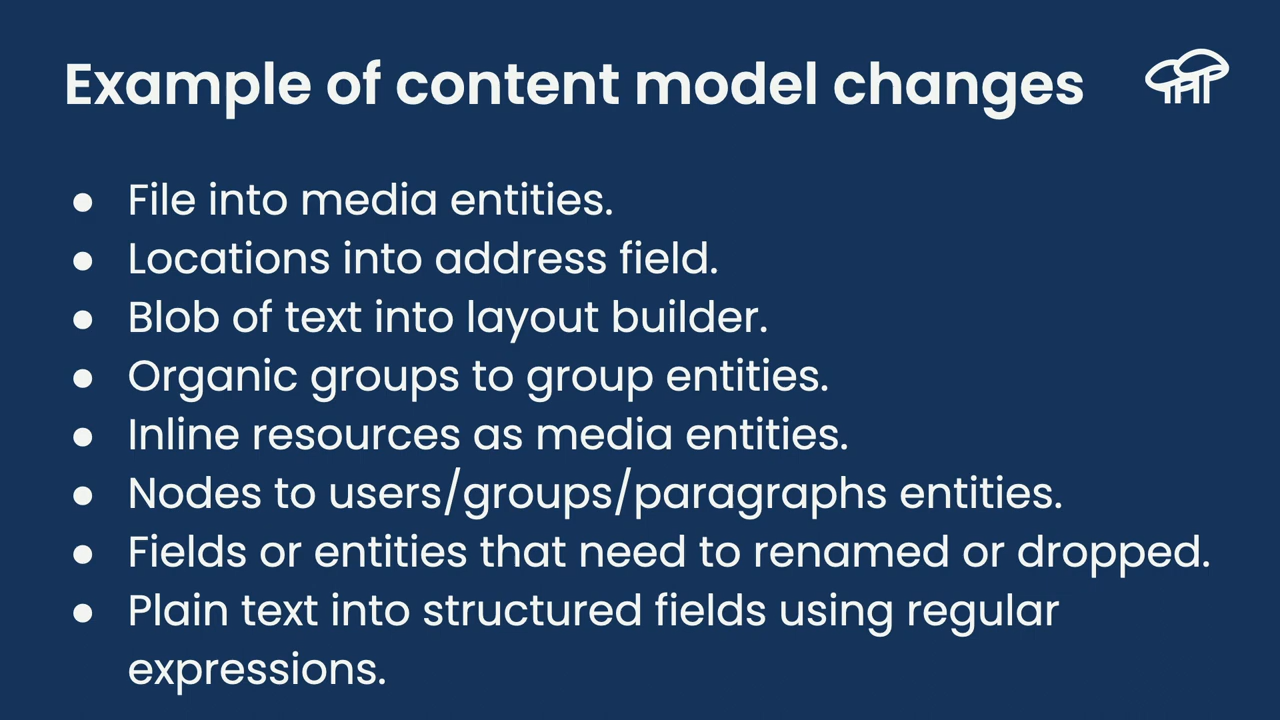 Example of content model changes
● File into media entities.
● Locations into address field.
● Blob of text into layout builder.
● Organic groups to group entities.
● Inline resources as media entities.
● Nodes to users/groups/paragraphs entities.
● Fields or entities that need to renamed or dropped.
● Plain text into structured fields using regular
expressions.